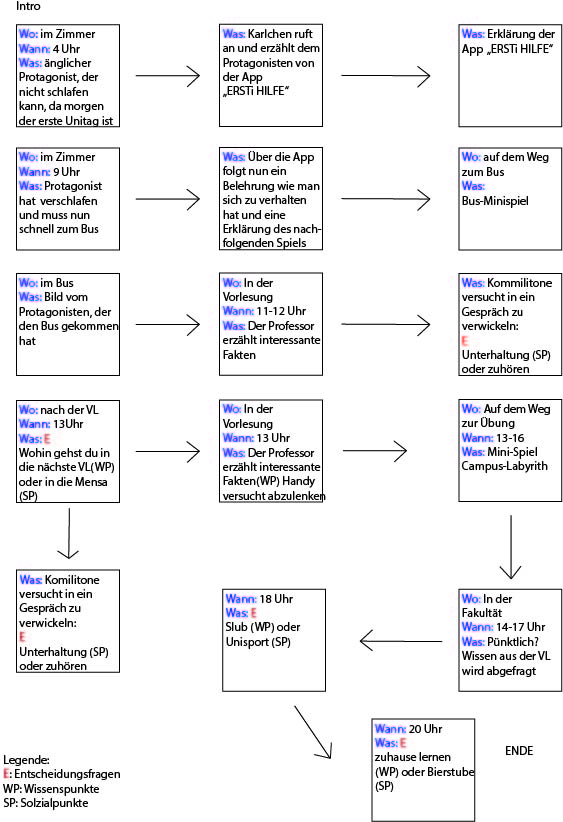 Intro
Wo: im Zimmer
Wann: 4 Uhr
Was: änglicher
Protagonist, der
nicht schlafen
kann, da morgen
der erste Unitag ist
Was: Karlchen ruft
an und erzählt dem
Protagonisten von
der App
„ERSTi HILFE“
Was: Erklärung der
App „ERSTi HILFE“
Wo: im Zimmer
Wann: 9 Uhr
Was: Protagonist
hat verschlafen
und muss nun
schnell zum Bus
Was: Über die App
folgt nun ein
Belehrung wie man
sich zu verhalten
hat und eine
Erklärung des nach-
folgenden Spiels
Wo: auf dem Weg
zum Bus
Was:
Bus-Minispiel
Wo: im Bus
Was: Bild vom
Protagonisten, der
den Bus gekommen
hat
Wo: In der
Vorlesung
Wann: 11-12 Uhr
Was: Der Professor
erzählt interessante
Fakten
Was: Kommilitone
versucht in ein
Gespräch zu
verwickeln:
E
Unterhaltung (SP)
oder zuhören
Wo: nach der VL
Wann: 13Uhr
Was: E
Wohin gehst du in
die nächste VL(WP)
oder in die Mensa
(SP)
Wo: In der
Vorlesung
Wann: 13 Uhr
Was: Der Professor
erzählt interessante
Fakten(WP) Handy
versucht abzulenken
Wo: Auf dem Weg
zur Übung
Wann: 13-16
Was: Mini-Spiel
Campus-Labyrith
Was: Komilitone
versucht in ein
Gespräch zu
verwickeln:
E
Unterhaltung (SP)
oder zuhören
Wann: 18 Uhr
Was: E
Slub (WP) oder
Unisport (SP)
Wo: In der
Fakultät
Wann: 14-17 Uhr
Was: Pünktlich?
Wissen aus der VL
wird abgefragt
Wann: 20 Uhr
Was: E
zuhause lernen
(WP) oder Bierstube
(SP)
ENDE
Legende:
E: Entscheidungsfragen
WP: Wissenspunkte
SP: Solzialpunkte